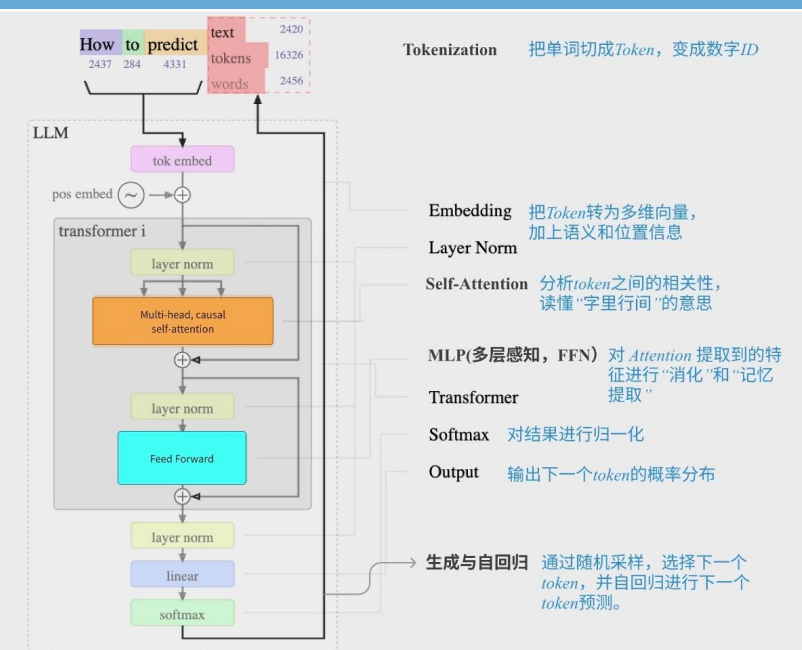 How to predict
2437 284 4331
text 2420
tokens 16326
words 2456
LLM
tok embed
pos embed ~
transformer i
layer norm
Multi-head, causal
self-attention
layer norm
Feed Forward
layer norm
linear
softmax
Tokenization 把单词切成Token，变成数字ID
Embedding 把Token转为多维向量，
加上语义和位置信息
Layer Norm
Self-Attention 分析token之间的相关性，
读懂“字里行间”的意思
MLP(多层感知，FFN） 对 Attention 提取到的特
征进行“消化”和“记忆
提取”
Transformer
Softmax 对结果进行归一化
Output 输出下一个token的概率分布
生成与自回归 通过随机采样，选择下一个
token，并自回归进行下一个
token预测。